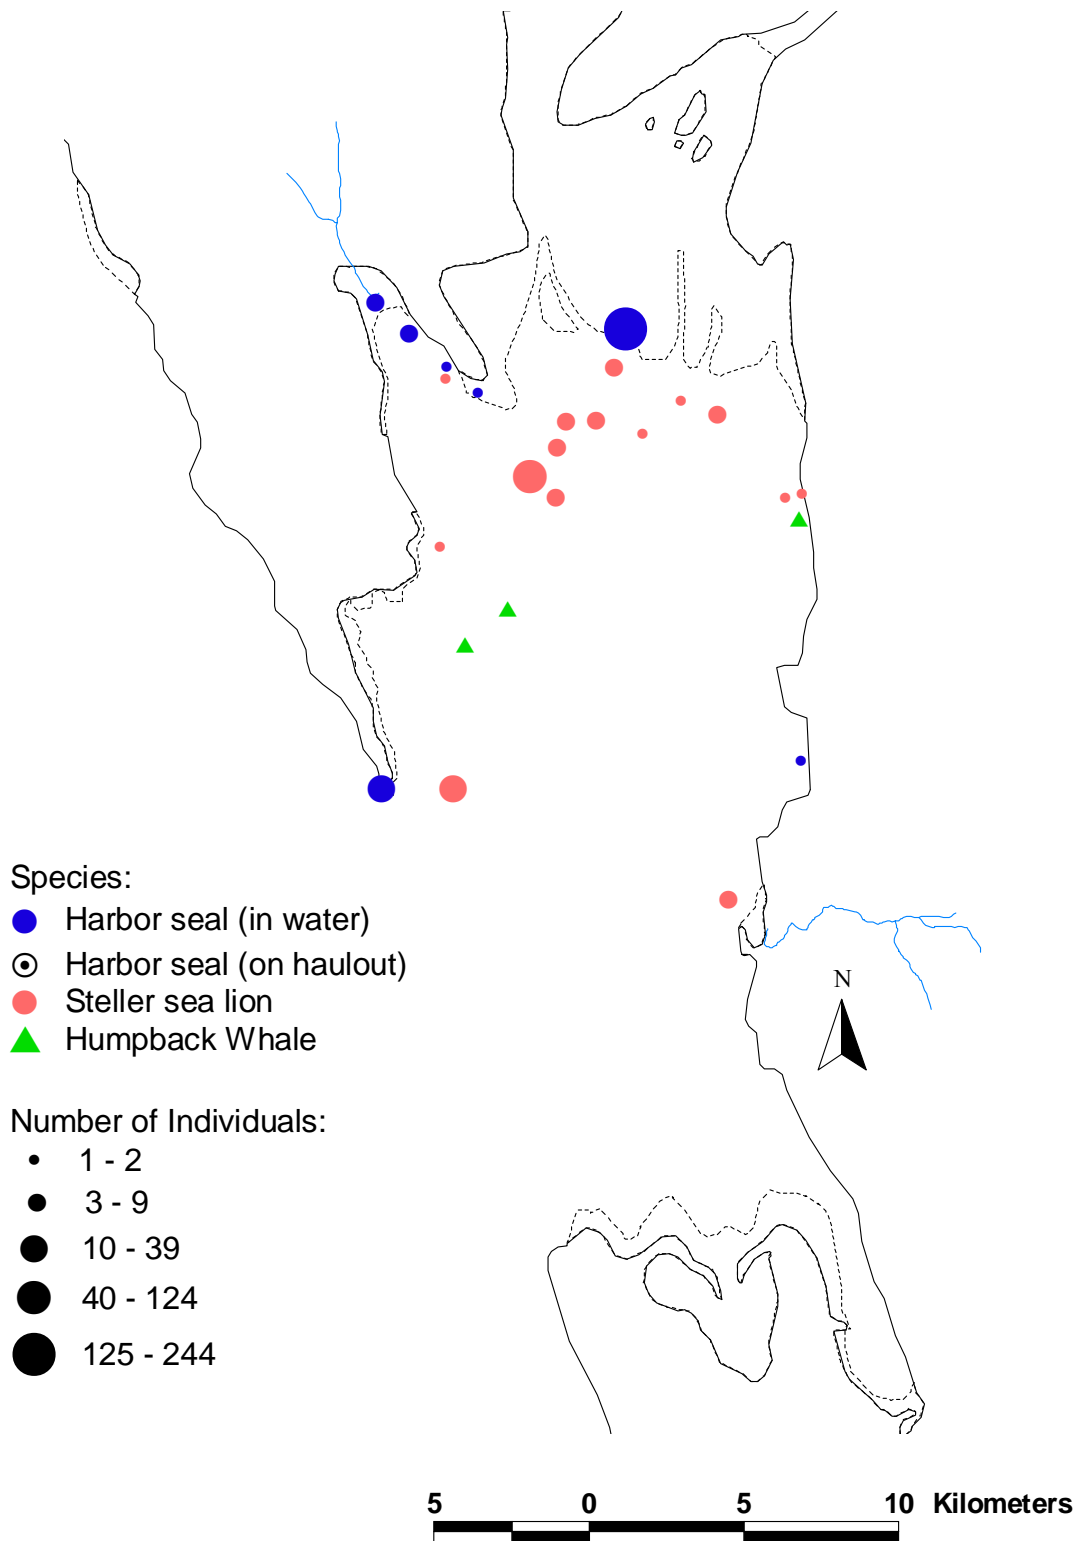 Species:
Harbor seal (in water)
Harbor seal (on haulout)
Steller sea lion
Humpback Whale
N
Number of Individuals:
1 - 2
3 - 9
10 - 39
40 - 124
125 - 244
5 0 5 10 Kilometers